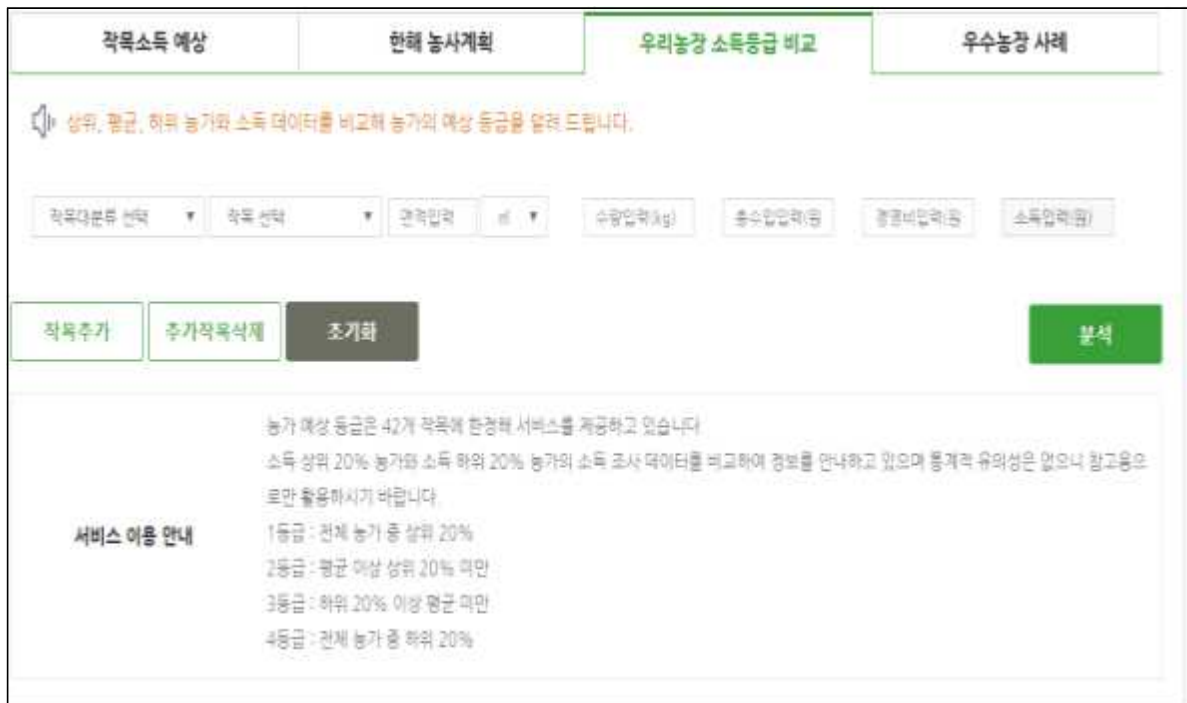 작목소득 예상
한해 농사계획
우리농장 소득등급 비교
우수농장 사례
상위, 평균, 하위 농가와 소득 데이터를 비교해 농가의 예상 등급을 알려 드립니다.
작목대분류 선택 ▼ 작목 선택 ▼ 면적입력 ㎡ ▼ 수량입력(kg) 총수입입력(원 경영비입력(원 소득입력(원)
작목추가 추가작목삭제 초기화 분석
서비스 이용 안내
농가 예상 등급은 42개 작목에 한정해 서비스를 제공하고 있습니다
소득 상위 20% 농가와 소득 하위 20% 농가의 소득 조사 데이터를 비교하여 정보를 안내하고 있으며 통계적 유의성은 없으니 참고용으
로만 활용하시기 바랍니다.
1등급 : 전체 농가 중 상위 20%
2등급 : 평균 이상 상위 20% 미만
3등급 : 하위 20% 이상 평균 미만
4등급 : 전체 농가 중 하위 20%